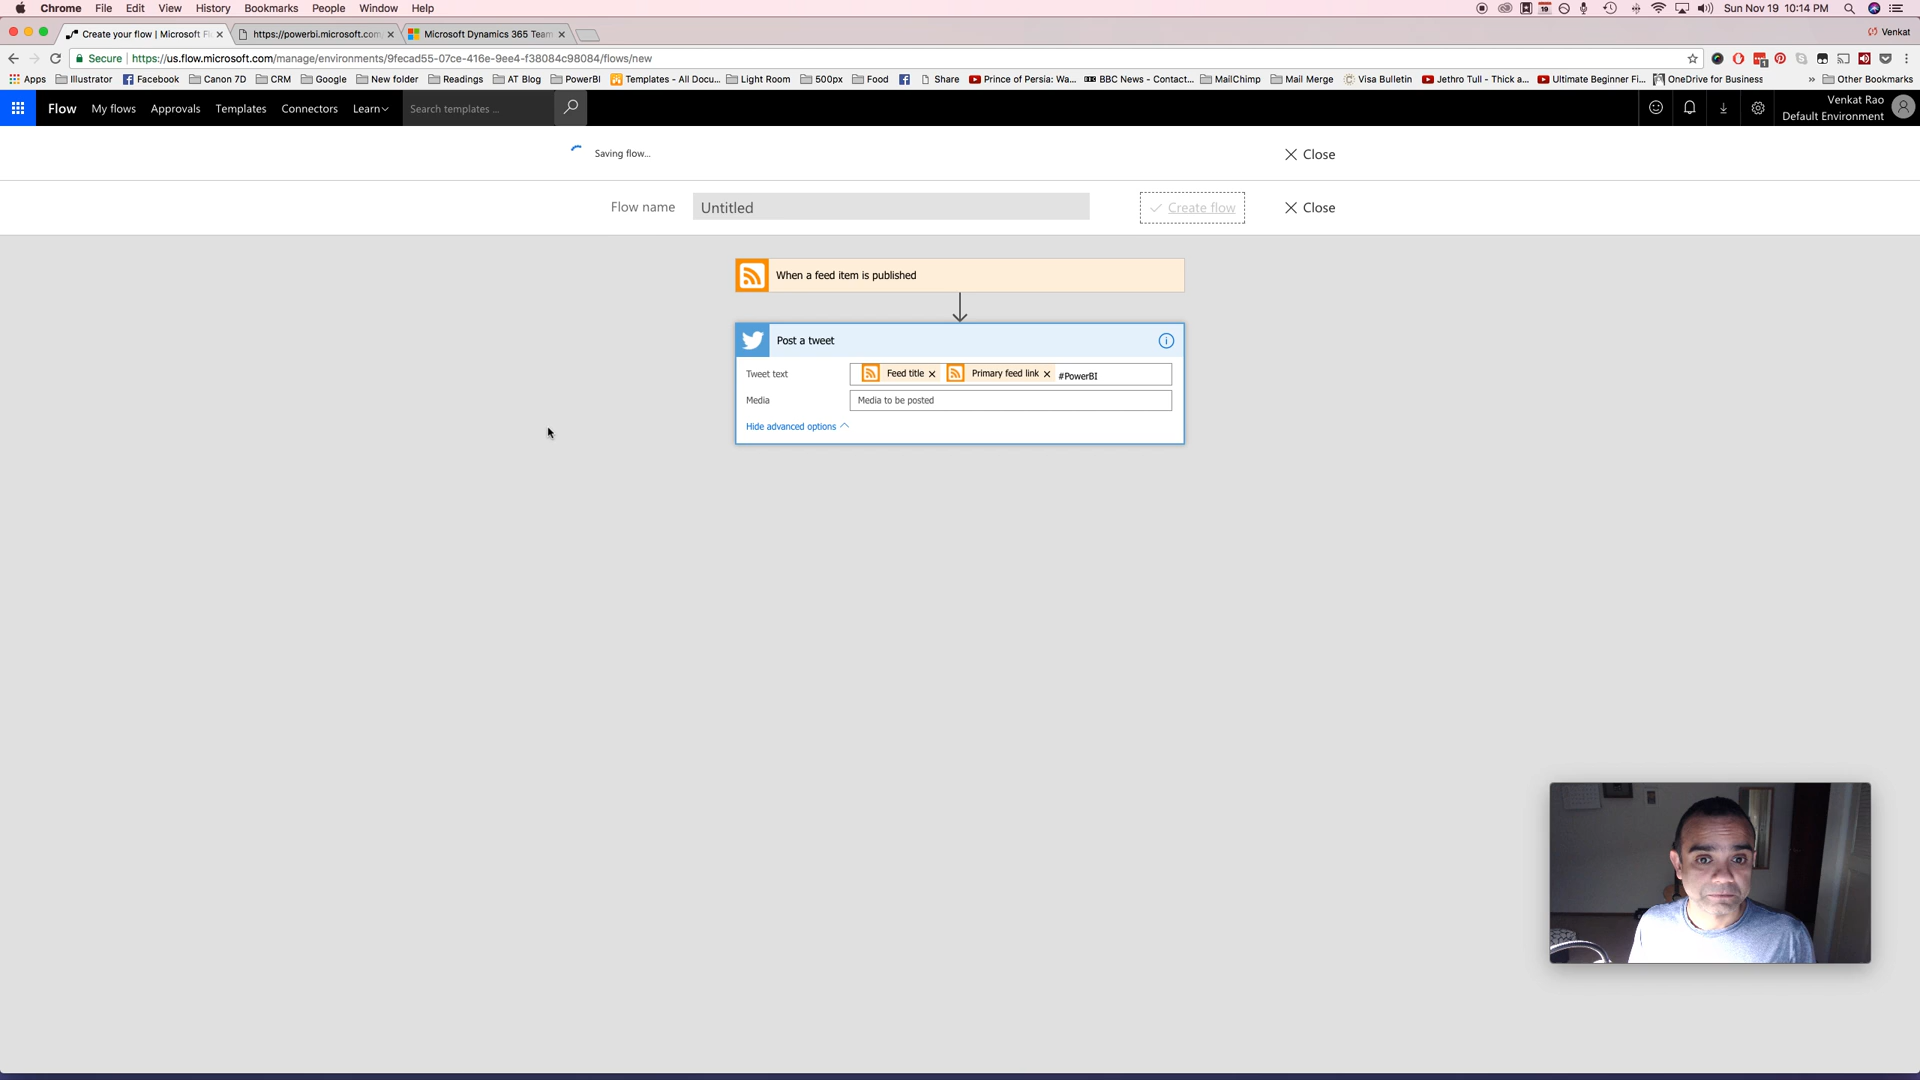 Chrome File Edit View History Bookmarks People Window Help
19
Sun Nov 19 10:14 PM
Create your flow | Microsoft Fl
https://powerbi.microsoft.com
Microsoft Dynamics 365 Team
Venkat
Secure https://us.flow.microsoft.com/manage/environments/9fecad55-07ce-416e-9ee4-f38084c98084/flows/new
Apps Illustrator Facebook Canon 7D CRM Google New folder Readings AT Blog PowerBI Templates - All Docu... Light Room 500px Food Share Prince of Persia: Wa... BBC News - Contact... MailChimp Mail Merge Visa Bulletin Jethro Tull - Thick a... Ultimate Beginner Fi... OneDrive for Business » Other Bookmarks
Flow My flows Approvals Templates Connectors Learn Search templates ...
Venkat Rao
Default Environment
Saving flow...
Close
Flow name Untitled Create flow Close
When a feed item is published
Post a tweet
Tweet text Feed title Primary feed link #PowerBI
Media Media to be posted
Hide advanced options